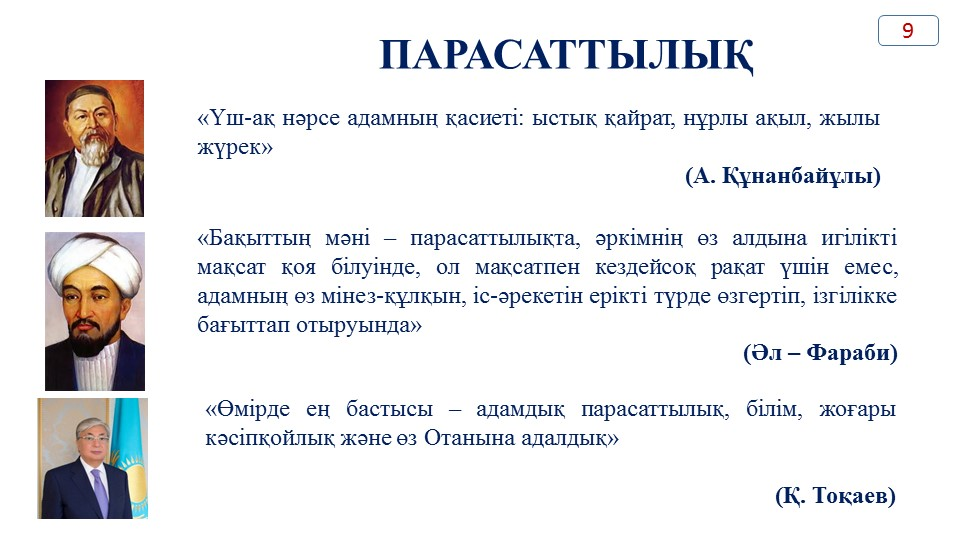 9
ПАРАСАТТЫЛЫҚ
«Үш-ақ нәрсе адамның қасиеті: ыстық қайрат, нұрлы ақыл, жылы
жүрек»
(А. Құнанбайұлы)
«Бақыттың мәні – парасаттылықта, әркімнің өз алдына игілікті
мақсат қоя білуінде, ол мақсатпен кездейсоқ рақат үшін емес,
адамның өз мінез-құлқын, іс-әрекетін ерікті түрде өзгертіп, ізгілікке
бағыттап отыруында»
(Әл – Фараби)
«Өмірде ең бастысы – адамдық парасаттылық, білім, жоғары
кәсіпқойлық және өз Отанына адалдық»
(Қ. Тоқаев)